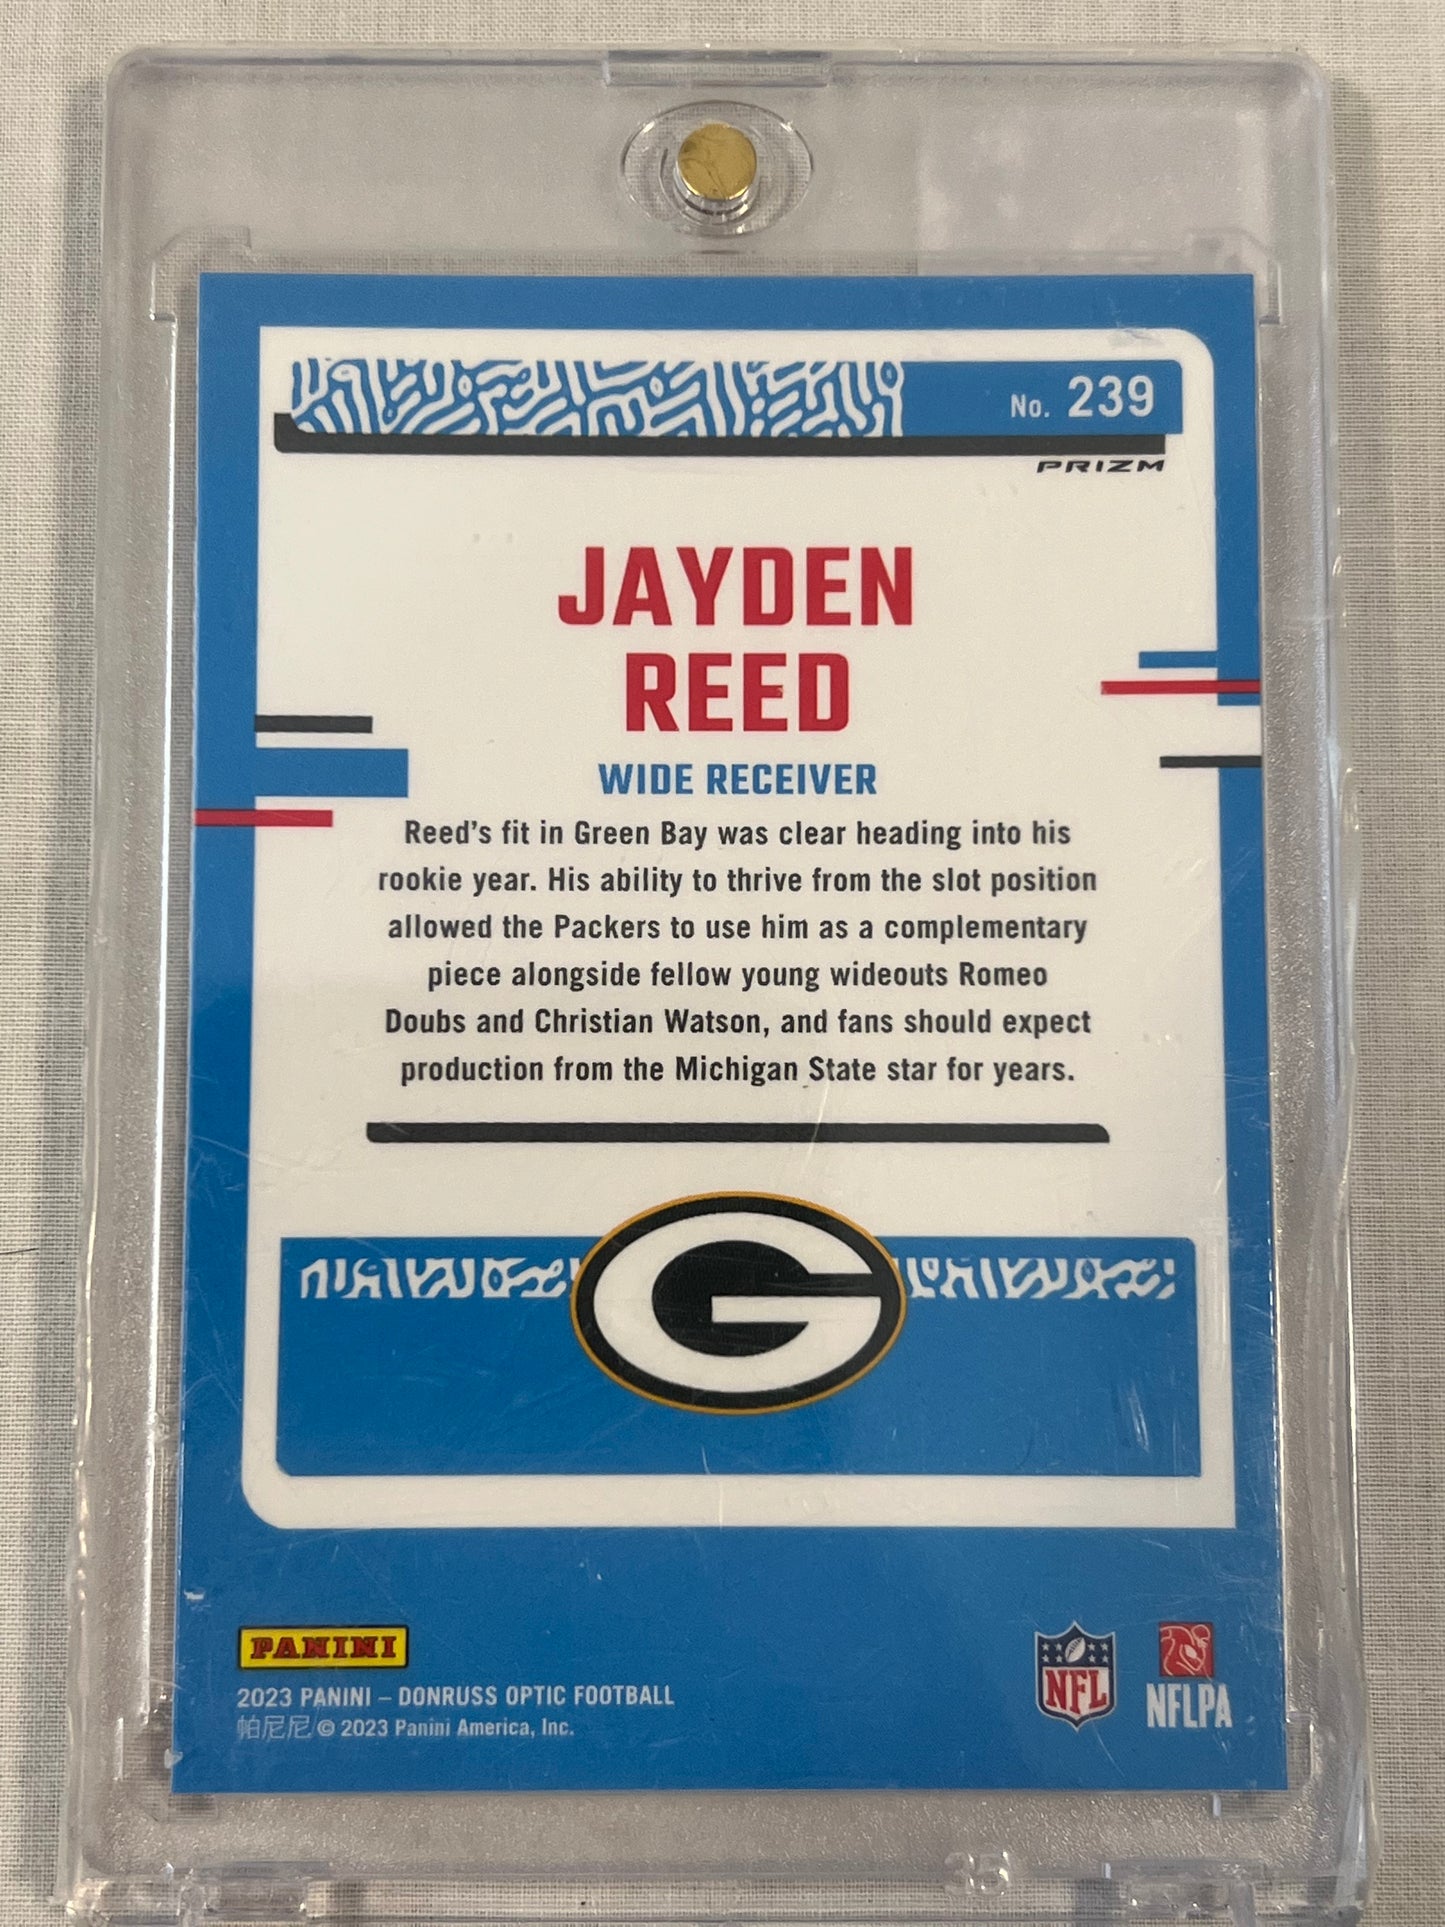 No. 239
PRIZM
JAYDEN
REED
WIDE RECEIVER
Reed's fit in Green Bay was clear heading into his
rookie year. His ability to thrive from the slot position
allowed the Packers to use him as a complementary
piece alongside fellow young wideouts Romeo
Doubs and Christian Watson, and fans should expect
production from the Michigan State star for years.
G
PANINI
2023 PANINI – DONRUSS OPTIC FOOTBALL
帕尼尼 © 2023 Panini America, Inc.
NFL
NFLPA
35